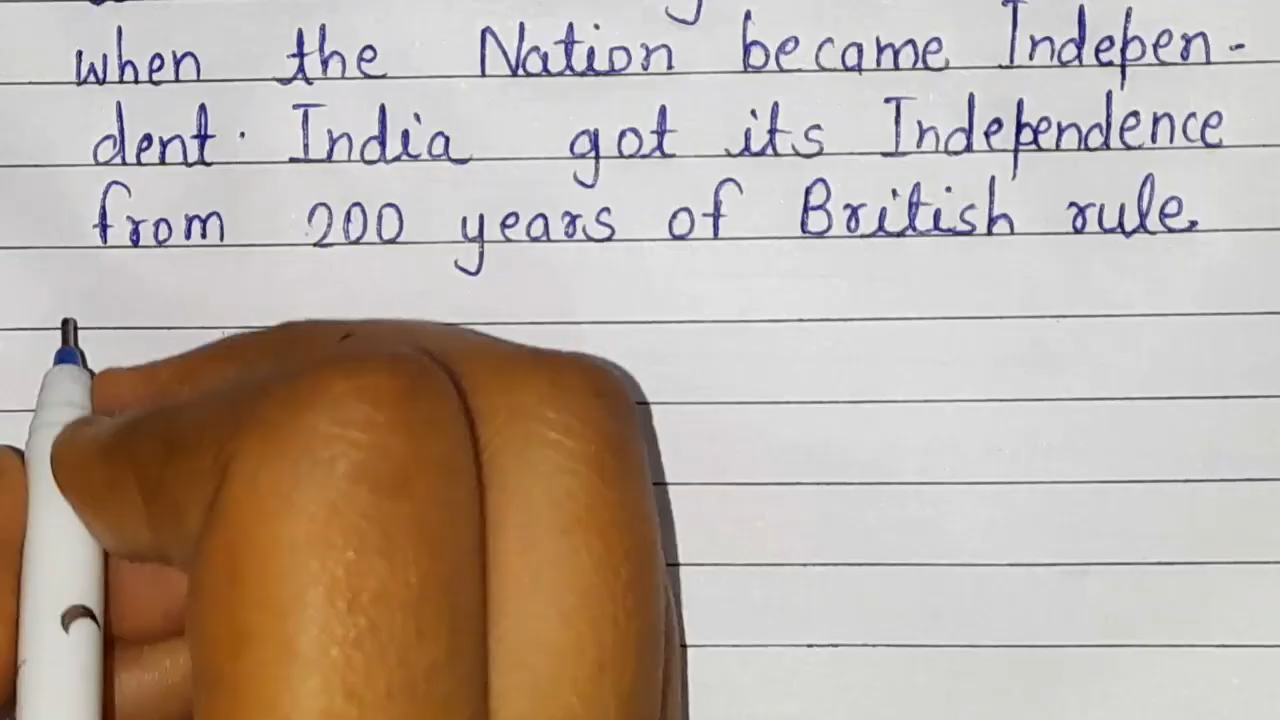 when the Nation became Indepen-
dent. India got its Independence
from 200 years of British rule.